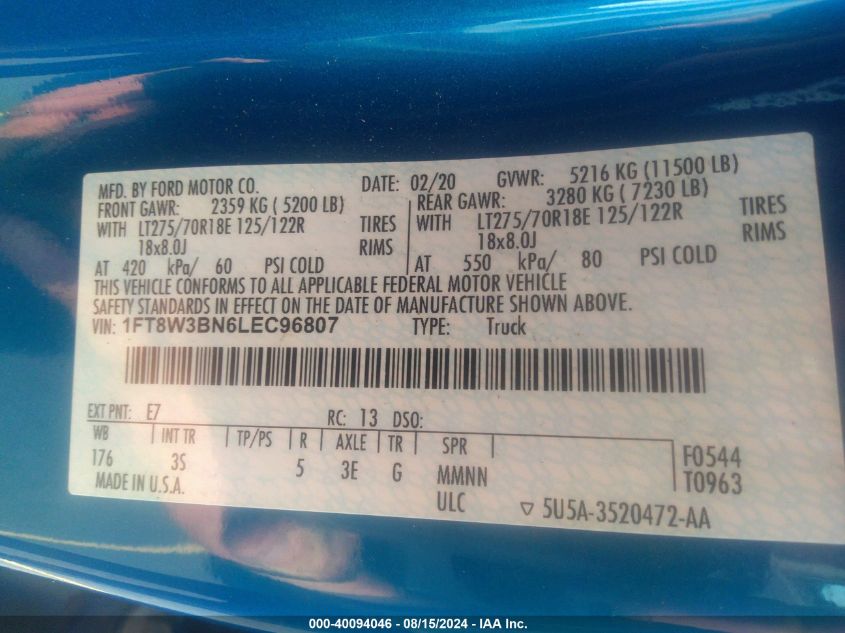 MFD. BY FORD MOTOR CO. DATE: 02/20 GVWR: 5216 KG (11500 LB)
FRONT GAWR: 2359 KG ( 5200 LB) REAR GAWR: 3280 KG ( 7230 LB)
WITH LT275/70R18E 125/122R TIRES WITH LT275/70R18E 125/122R TIRES
18x8.0J RIMS 18x8.0J RIMS
AT 420 kPa/ 60 PSI COLD AT 550 kPa/ 80 PSI COLD
THIS VEHICLE CONFORMS TO ALL APPLICABLE FEDERAL MOTOR VEHICLE
SAFETY STANDARDS IN EFFECT ON THE DATE OF MANUFACTURE SHOWN ABOVE.
VIN: 1FT8W3BN6LEC96807 TYPE: Truck
EXT PNT: E7 RC: 13 DSO:
WB INT TR TP/PS R AXLE TR SPR F0544
176 3S 5 3E G MMNN T0963
MADE IN U.S.A. ULC ▽ 5U5A-3520472-AA
000-40094046 - 08/15/2024 - IAA Inc.